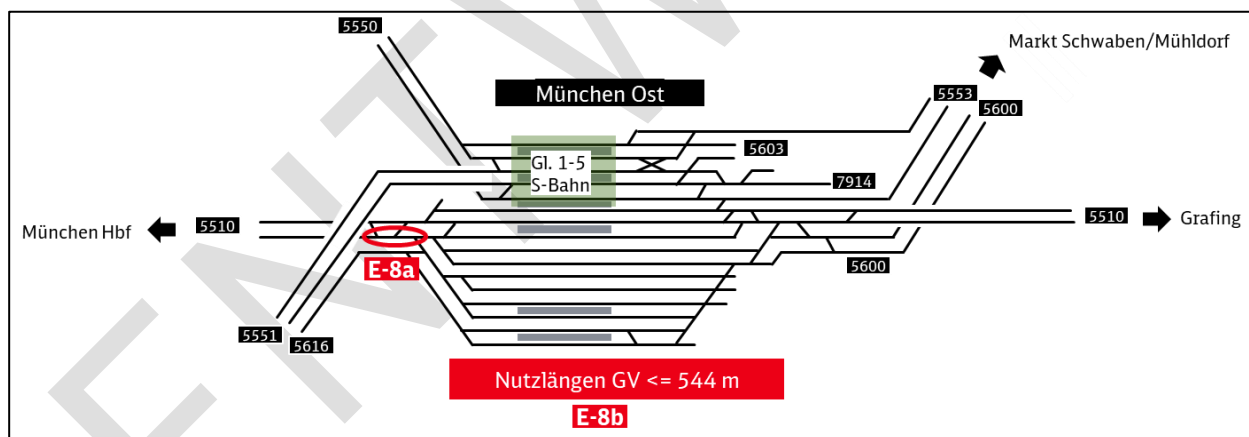 5550
Markt Schwaben/Mühldorf
München Ost
5553
5600
Gl. 1-5
S-Bahn
5603
7914
München Hbf
5510
5510
Grafing
E-8a
5600
5551
5616
Nutzlängen GV <= 544 m
E-8b
ENTW